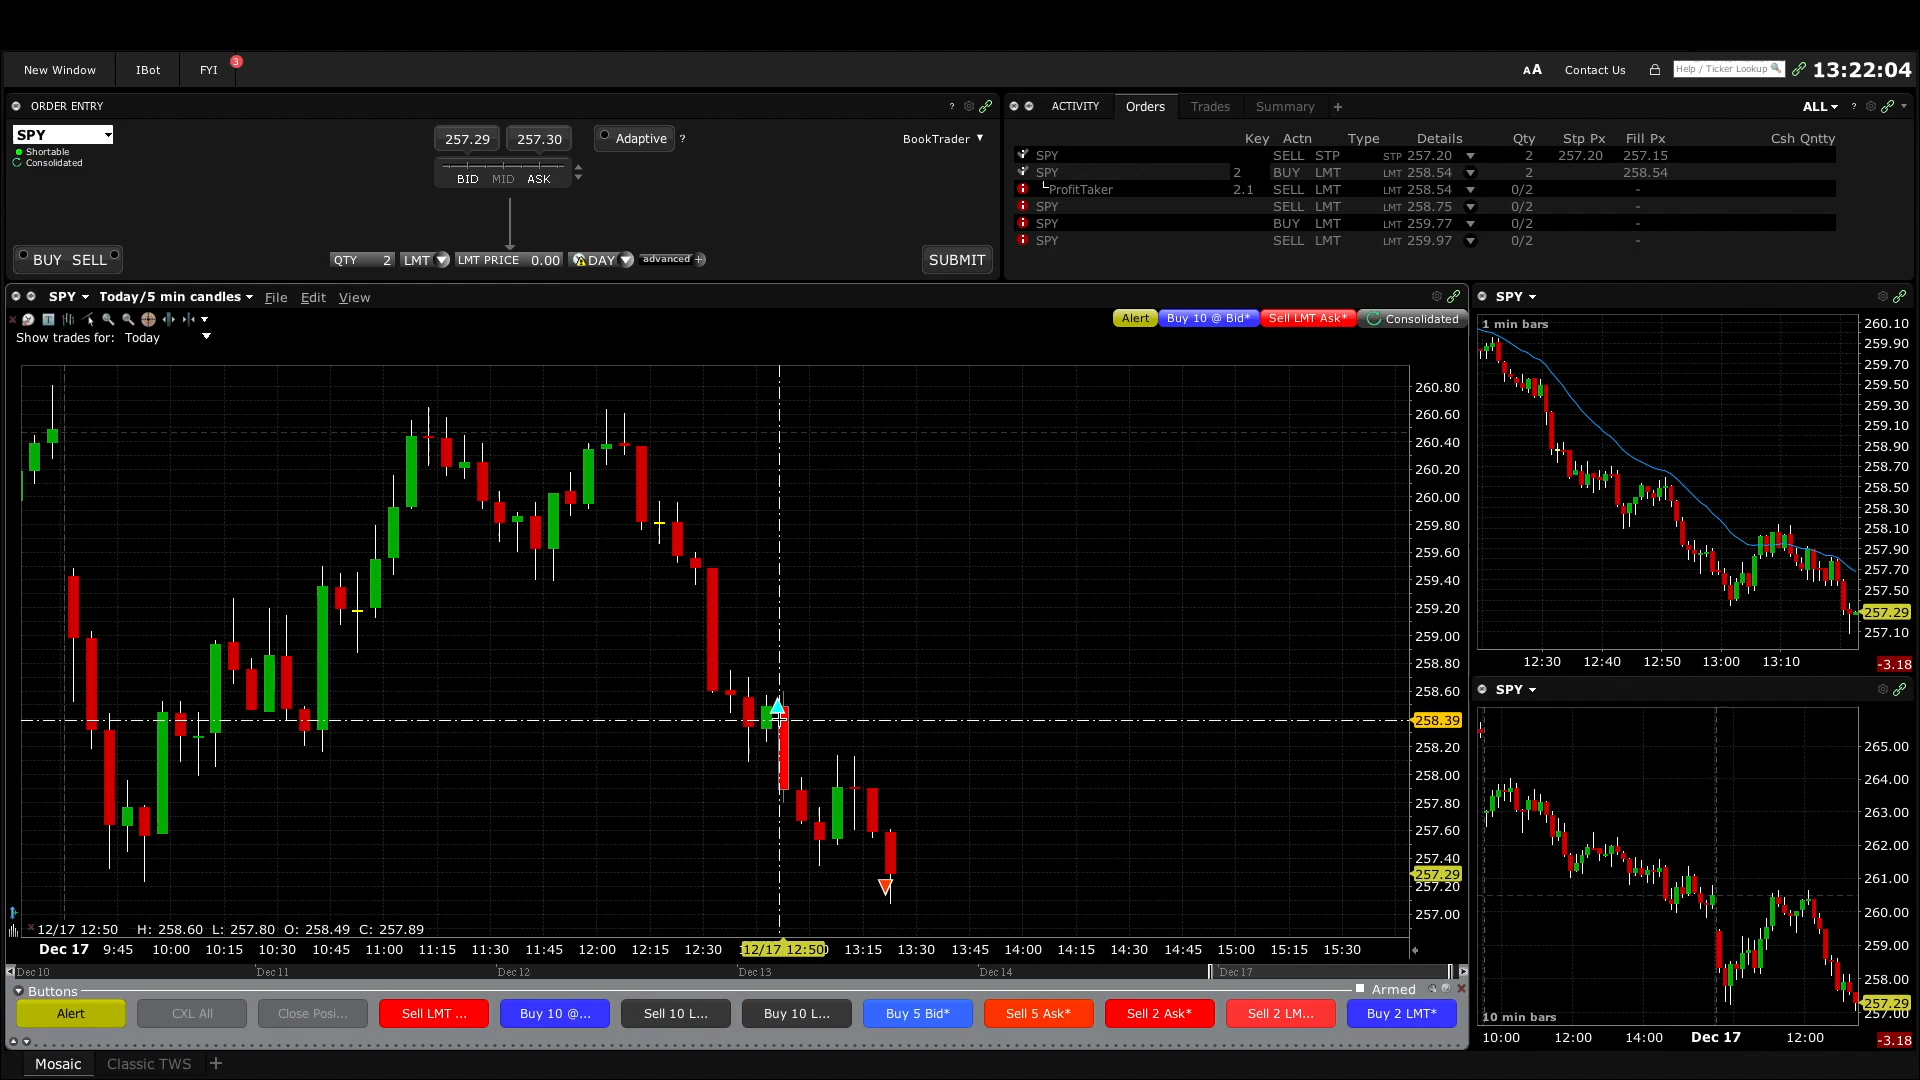 New Window IBot FYI 3 AA Contact Us Help / Ticker Lookup 13:22:04
ORDER ENTRY ?
SPY
Shortable
Consolidated
257.29 257.30 Adaptive ? BookTrader
BID MID ASK
BUY SELL QTY 2 LMT LMT PRICE 0.00 DAY advanced + SUBMIT
ACTIVITY Orders Trades Summary + ALL ?
Key Actn Type Details Qty Stp Px Fill Px Csh Qntty
SPY SELL STP STP 257.20 2 257.20 257.15
SPY 2 BUY LMT LMT 258.54 2 258.54
ProfitTaker 2.1 SELL LMT LMT 258.54 0/2 -
SPY SELL LMT LMT 258.75 0/2 -
SPY BUY LMT LMT 259.77 0/2 -
SPY SELL LMT LMT 259.97 0/2 -
SPY Today/5 min candles File Edit View
Alert Buy 10 @ Bid* Sell LMT Ask* Consolidated
Show trades for: Today
260.80
260.60
260.40
260.20
260.00
259.80
259.60
259.40
259.20
259.00
258.80
258.60
258.39
258.20
258.00
257.80
257.60
257.40
257.29
257.20
257.00
12/17 12:50 H: 258.60 L: 257.80 O: 258.49 C: 257.89
Dec 17 9:45 10:00 10:15 10:30 10:45 11:00 11:15 11:30 11:45 12:00 12:15 12:30 12/17 12:50 13:15 13:30 13:45 14:00 14:15 14:30 14:45 15:00 15:15 15:30
Dec 10 Dec 11 Dec 12 Dec 13 Dec 14 Dec 17
Buttons Armed
Alert CXL All Close Posi... Sell LMT ... Buy 10 @... Sell 10 L... Buy 10 L... Buy 5 Bid* Sell 5 Ask* Sell 2 Ask* Sell 2 LM... Buy 2 LMT*
Mosaic Classic TWS +
SPY
1 min bars
260.10
259.90
259.70
259.50
259.30
259.10
258.90
258.70
258.50
258.30
258.10
257.90
257.70
257.50
257.29
257.10
12:30 12:40 12:50 13:00 13:10 -3.18
SPY
265.00
264.00
263.00
262.00
261.00
260.00
259.00
258.00
257.29
257.00
10 min bars
10:00 12:00 14:00 Dec 17 12:00 -3.18